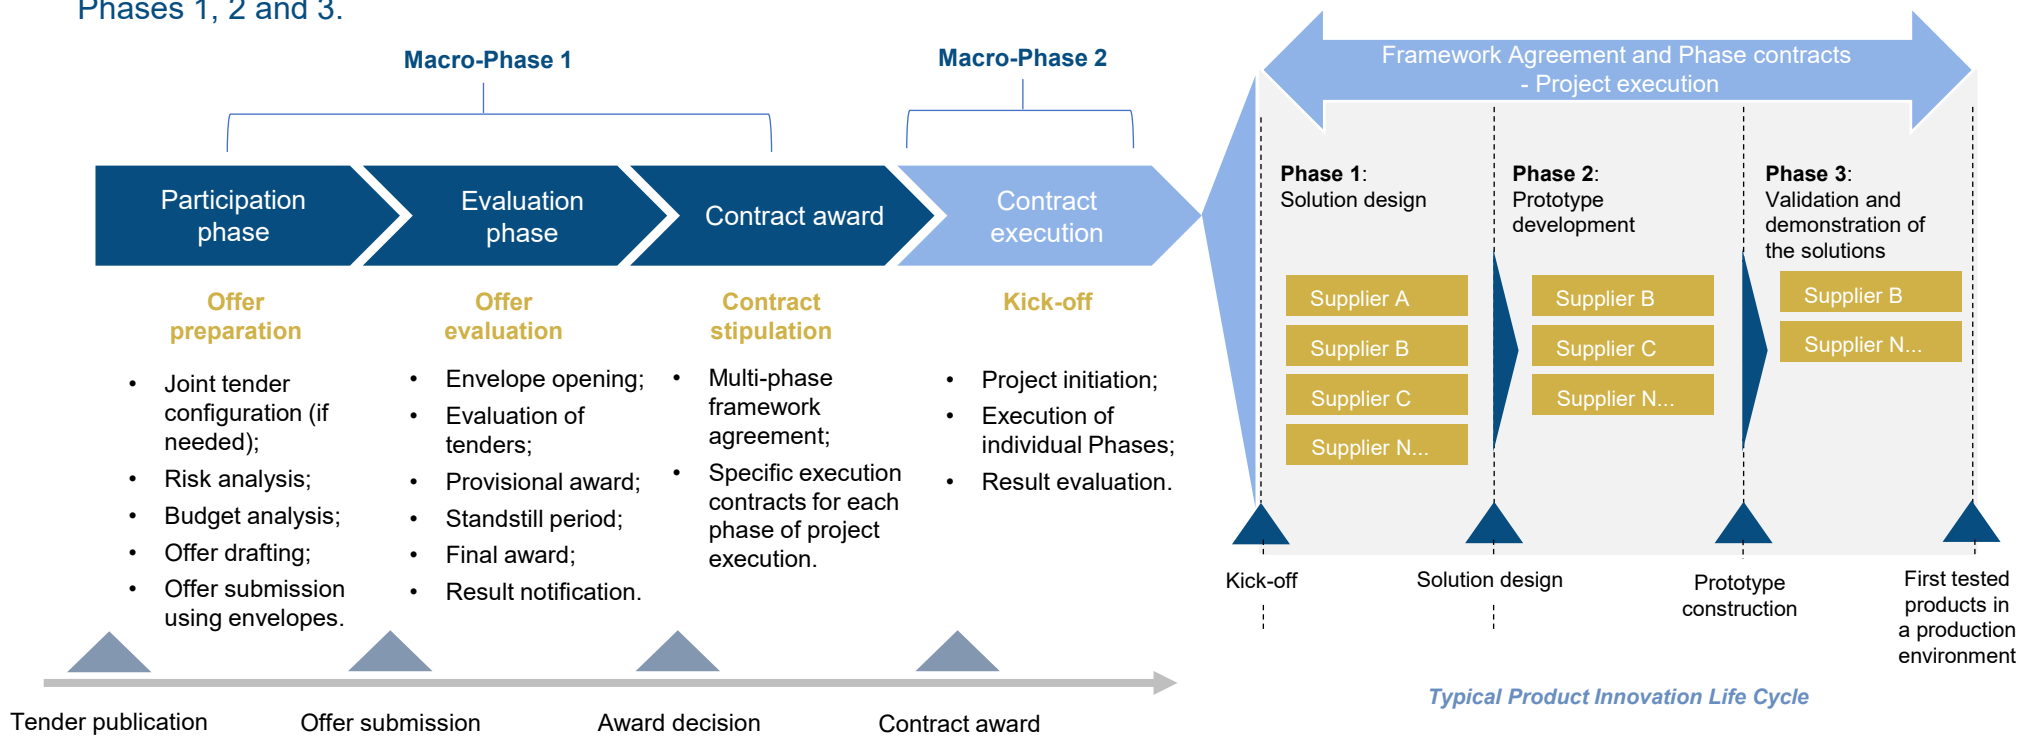 Phases 1, 2 and 3.
Macro-Phase 1
Macro-Phase 2
Participation
phase
Evaluation
phase
Contract award
Contract
execution
Offer
preparation
• Joint tender
configuration (if
needed);
• Risk analysis;
• Budget analysis;
• Offer drafting;
• Offer submission
using envelopes.
Offer
evaluation
• Envelope opening;
• Evaluation of
tenders;
• Provisional award;
• Standstill period;
• Final award;
• Result notification.
Contract
stipulation
• Multi-phase
framework
agreement;
• Specific execution
contracts for each
phase of project
execution.
Kick-off
• Project initiation;
• Execution of
individual Phases;
• Result evaluation.
Tender publication
Offer submission
Award decision
Contract award
Framework Agreement and Phase contracts
- Project execution
Phase 1:
Solution design
Supplier A
Supplier B
Supplier C
Supplier N...
Phase 2:
Prototype
development
Supplier B
Supplier C
Supplier N...
Phase 3:
Validation and
demonstration of
the solutions
Supplier B
Supplier N...
Kick-off
Solution design
Prototype
construction
First tested
products in
a production
environment
Typical Product Innovation Life Cycle